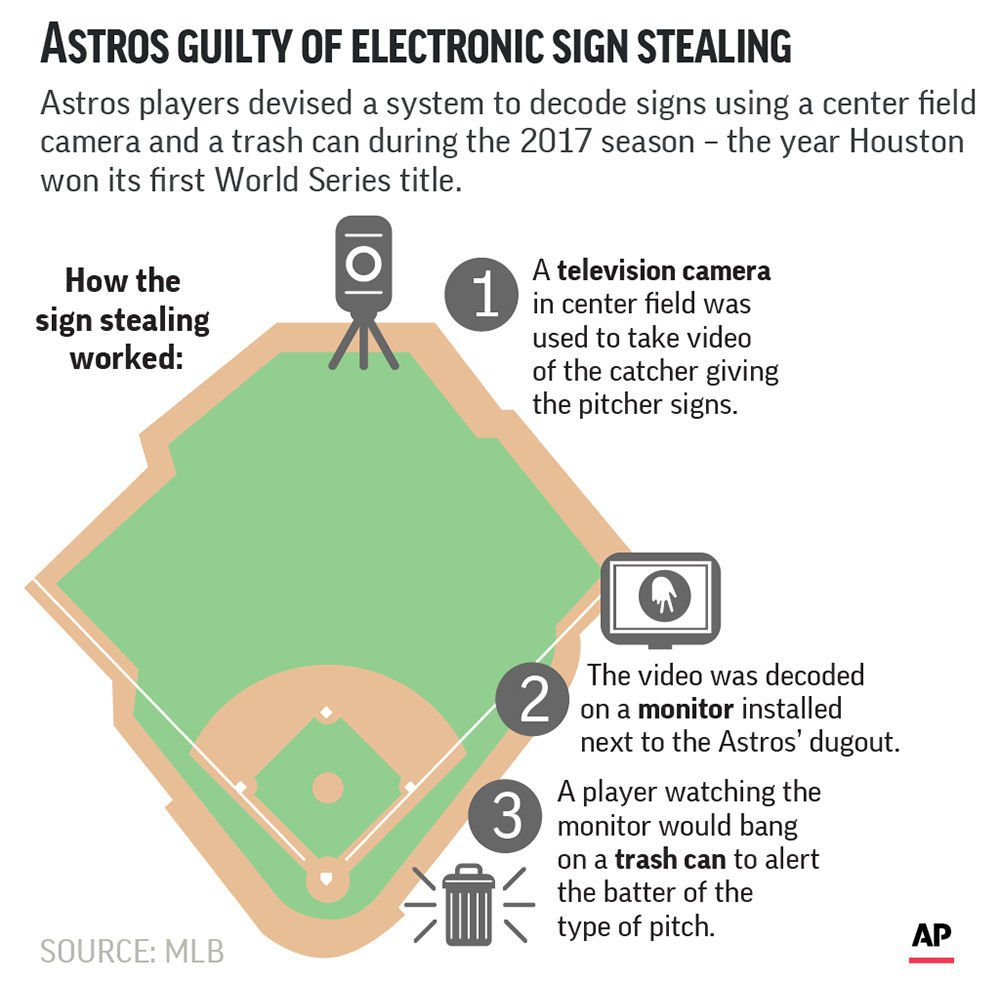 ASTROS GUILTY OF ELECTRONIC SIGN STEALING
Astros players devised a system to decode signs using a center field
camera and a trash can during the 2017 season – the year Houston
won its first World Series title.
How the
sign stealing
worked:
1
A television camera
in center field was
used to take video
of the catcher giving
the pitcher signs.
2
The video was decoded
on a monitor installed
next to the Astros’ dugout.
3
A player watching the
monitor would bang
on a trash can to alert
the batter of the
type of pitch.
SOURCE: MLB
AP